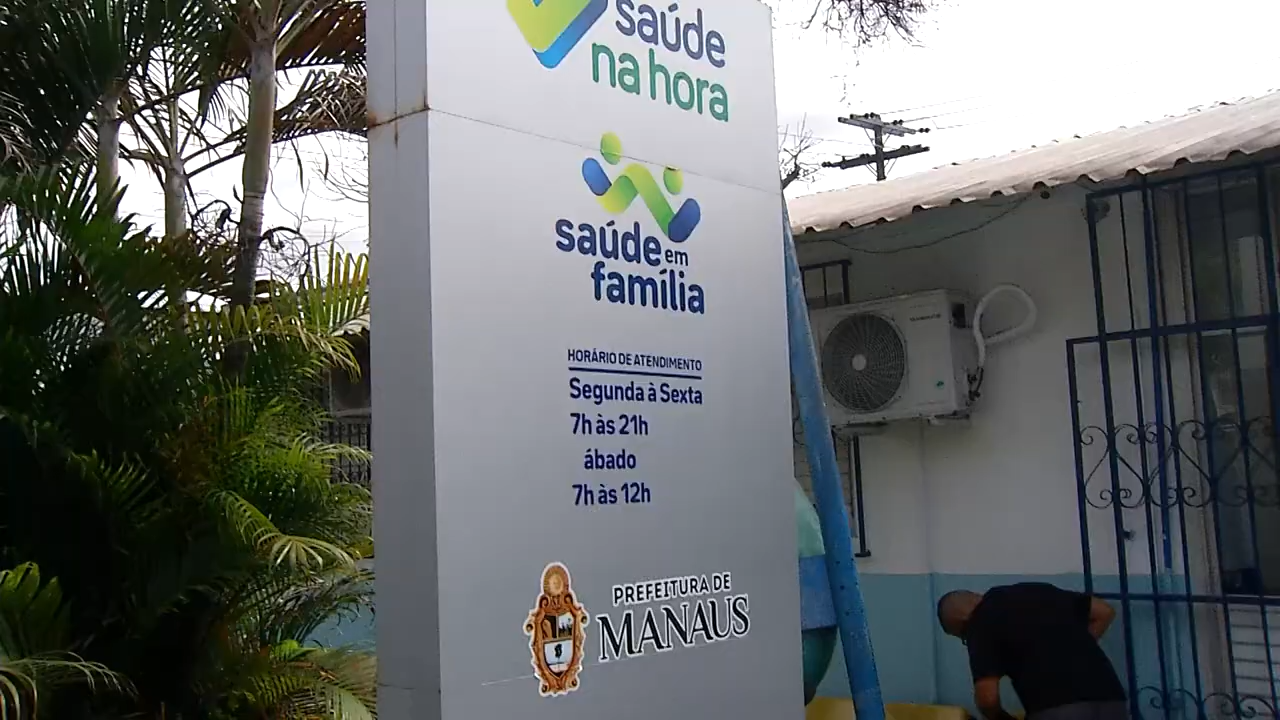 saúde
na hora
saúde em
família
HORÁRIO DE ATENDIMENTO
Segunda à Sexta
7h às 21h
ábado
7h às 12h
PREFEITURA DE
MANAUS